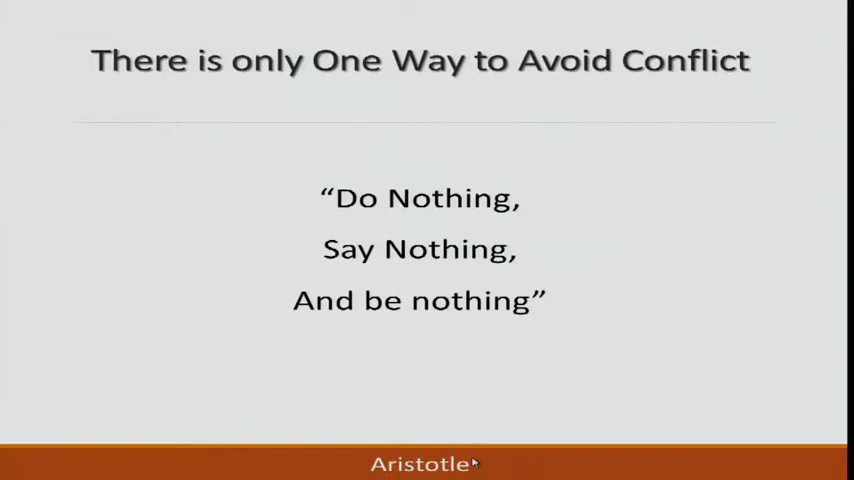 There is only One Way to Avoid Conflict
“Do Nothing,
Say Nothing,
And be nothing”
Aristotle